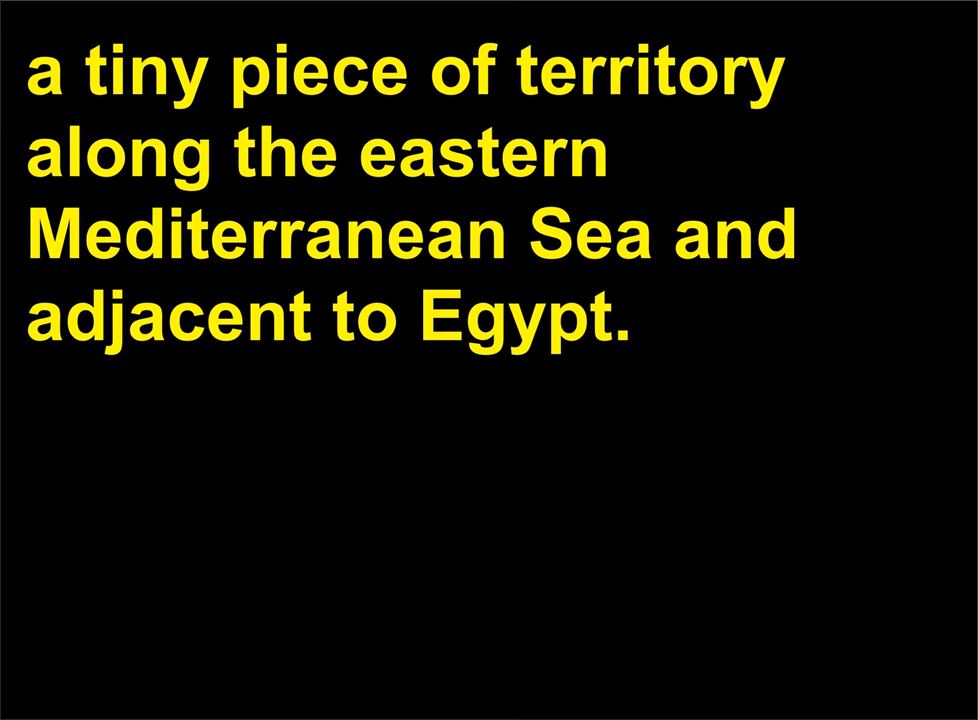 a tiny piece of territory
along the eastern
Mediterranean Sea and
adjacent to Egypt.